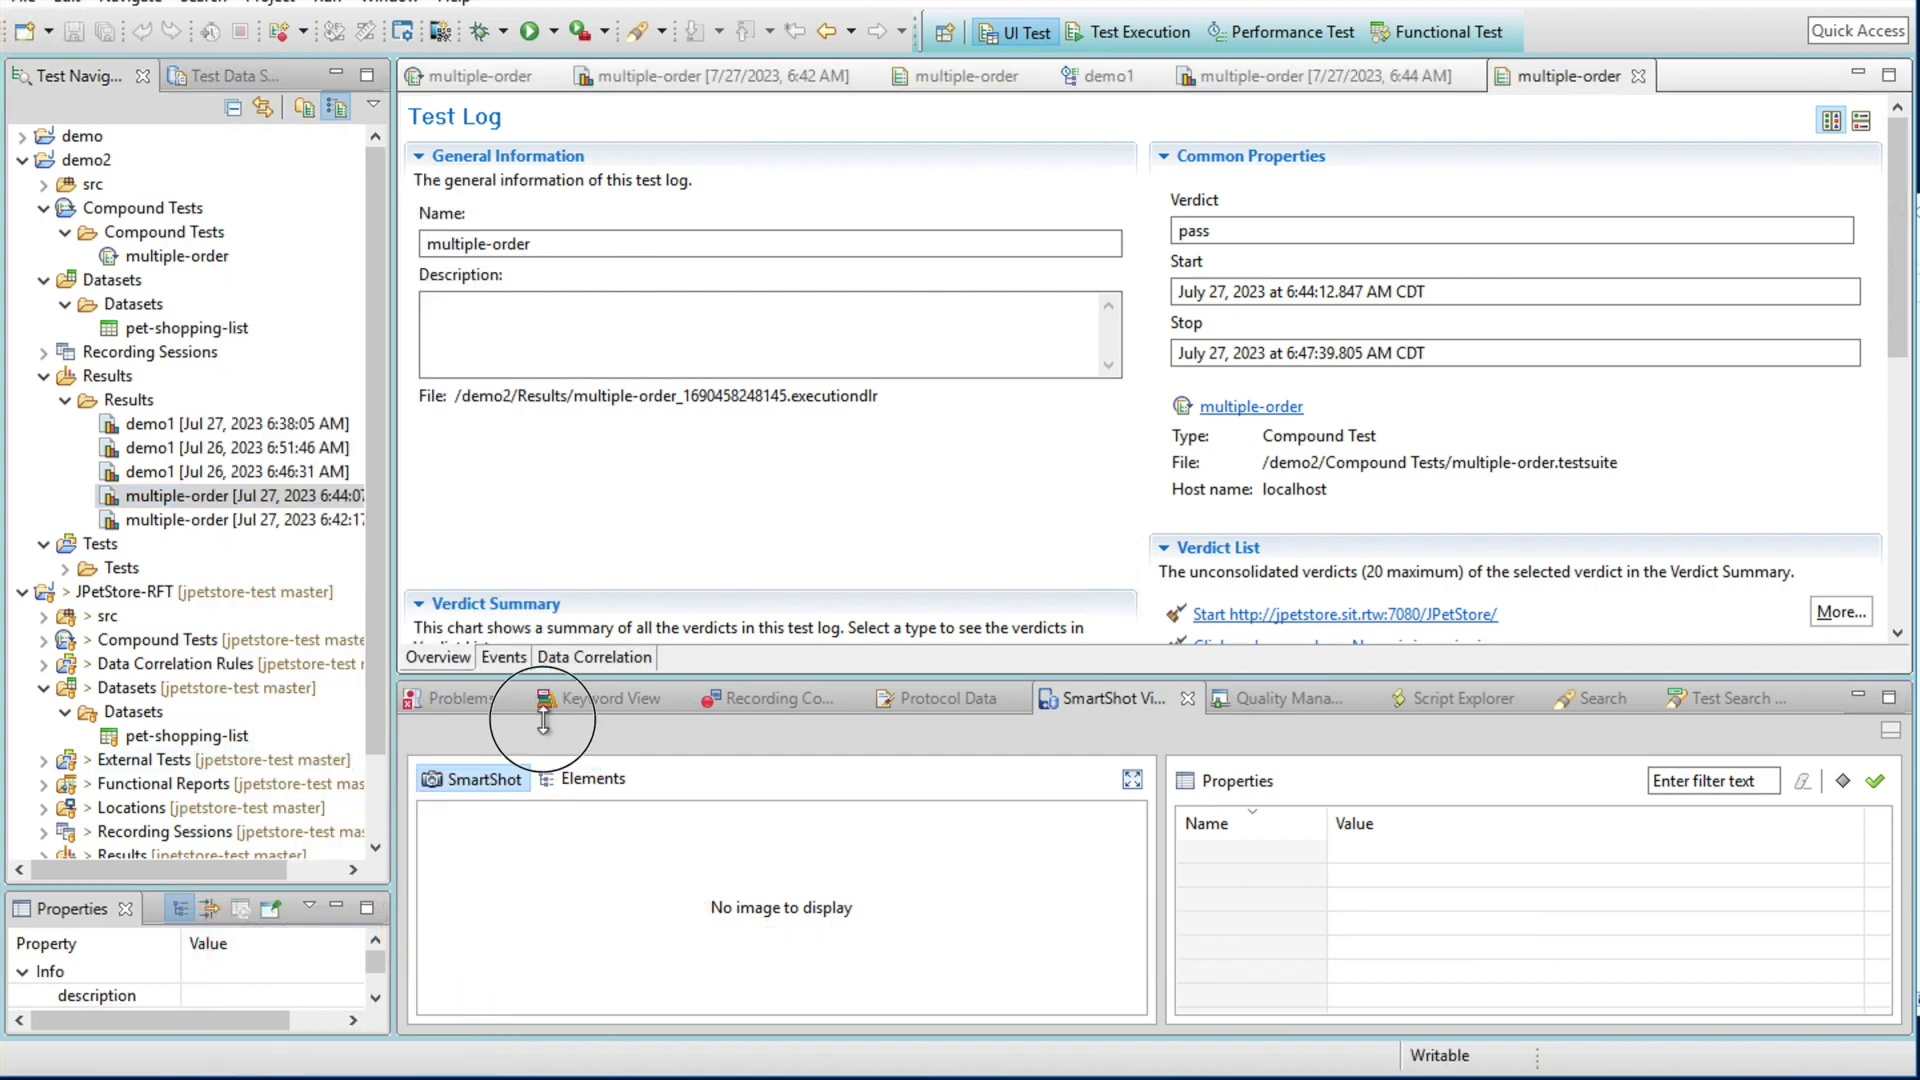 Quick Access
UI Test
Test Execution
Performance Test
Functional Test
Test Navig...
Test Data S...
multiple-order
multiple-order [7/27/2023, 6:42 AM]
multiple-order
demo1
multiple-order [7/27/2023, 6:44 AM]
multiple-order
demo
demo2
src
Compound Tests
Compound Tests
multiple-order
Datasets
Datasets
pet-shopping-list
Recording Sessions
Results
Results
demo1 [Jul 27, 2023 6:38:05 AM]
demo1 [Jul 26, 2023 6:51:46 AM]
demo1 [Jul 26, 2023 6:46:31 AM]
multiple-order [Jul 27, 2023 6:44:07
multiple-order [Jul 27, 2023 6:42:17
Tests
Tests
> JPetStore-RFT [jpetstore-test master]
> src
> Compound Tests [jpetstore-test maste
> Data Correlation Rules [jpetstore-test r
> Datasets [jpetstore-test master]
> Datasets
pet-shopping-list
> External Tests [jpetstore-test master]
> Functional Reports [jpetstore-test mas
> Locations [jpetstore-test master]
> Recording Sessions [jpetstore-test mas
> Results [jpetstore-test master]
Properties
Property
Value
Info
description
Test Log
General Information
The general information of this test log.
Name:
multiple-order
Description:
File: /demo2/Results/multiple-order_1690458248145.executiondlr
Verdict Summary
This chart shows a summary of all the verdicts in this test log. Select a type to see the verdicts in
Common Properties
Verdict
pass
Start
July 27, 2023 at 6:44:12.847 AM CDT
Stop
July 27, 2023 at 6:47:39.805 AM CDT
multiple-order
Type: Compound Test
File: /demo2/Compound Tests/multiple-order.testsuite
Host name: localhost
Verdict List
The unconsolidated verdicts (20 maximum) of the selected verdict in the Verdict Summary.
Start http://jpetstore.sit.rtw:7080/JPetStore/
More...
Overview
Events
Data Correlation
Problems
Keyword View
Recording Co...
Protocol Data
SmartShot Vi...
Quality Mana...
Script Explorer
Search
Test Search ...
SmartShot
Elements
No image to display
Properties
Enter filter text
Name
Value
Writable